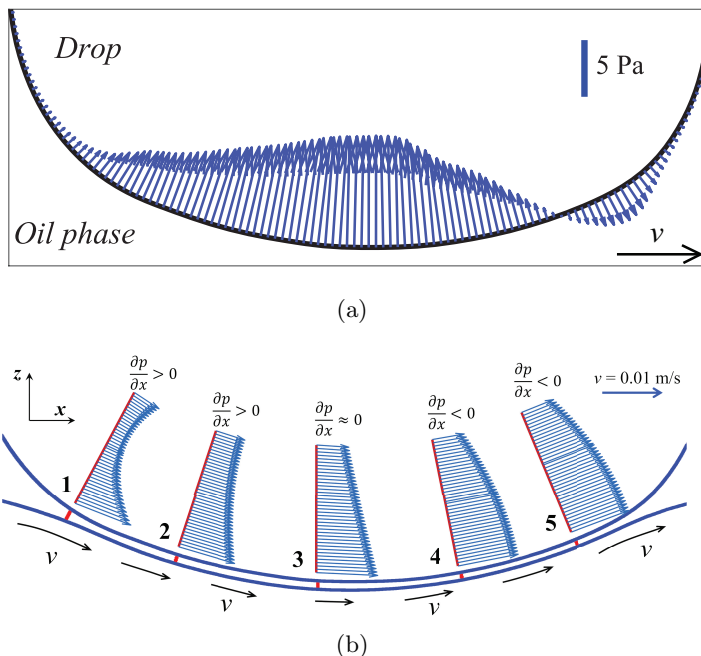 Drop
5 Pa
Oil phase
v
(a)
z
x
∂p/∂x > 0
∂p/∂x > 0
∂p/∂x ≈ 0
∂p/∂x < 0
∂p/∂x < 0
v = 0.01 m/s
1
2
3
4
5
v
v
v
v
(b)